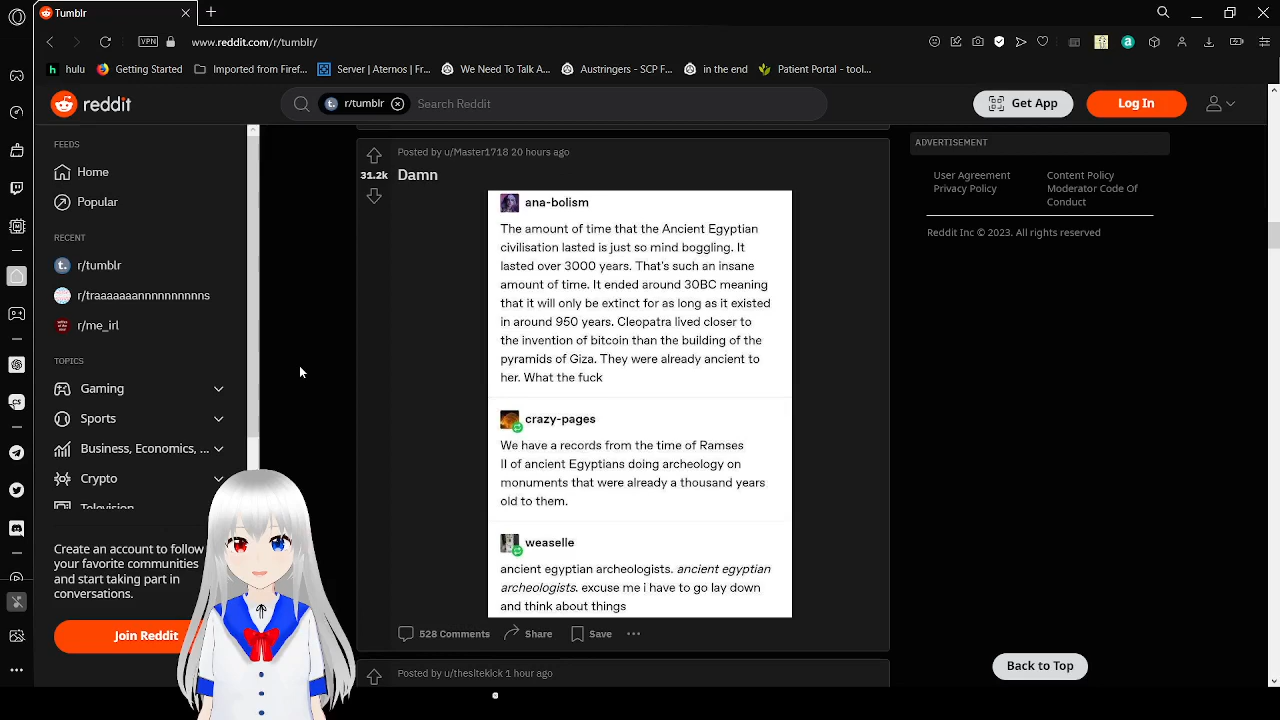 Tumblr
VPN
www.reddit.com/r/tumblr/
hulu
Getting Started
Imported from Firef...
Server | Aternos | Fr...
We Need To Talk A...
Austringers - SCP F...
in the end
Patient Portal - tool...
reddit
r/tumblr
Search Reddit
Get App
Log In
FEEDS
Home
Popular
RECENT
r/tumblr
r/traaaaaaannnnnnnnns
r/me_irl
TOPICS
Gaming
Sports
Business, Economics, ...
Crypto
Television
Create an account to follow
your favorite communities
and start taking part in
conversations.
Join Reddit
Posted by u/Master1718 20 hours ago
31.2k
Damn
ana-bolism
The amount of time that the Ancient Egyptian
civilisation lasted is just so mind boggling. It
lasted over 3000 years. That's such an insane
amount of time. It ended around 30BC meaning
that it will only be extinct for as long as it existed
in around 950 years. Cleopatra lived closer to
the invention of bitcoin than the building of the
pyramids of Giza. They were already ancient to
her. What the fuck
crazy-pages
We have a records from the time of Ramses
II of ancient Egyptians doing archeology on
monuments that were already a thousand years
old to them.
weaselle
ancient egyptian archeologists. ancient egyptian
archeologists. excuse me i have to go lay down
and think about things
528 Comments
Share
Save
Posted by u/thesitekick 1 hour ago
ADVERTISEMENT
User Agreement
Privacy Policy
Content Policy
Moderator Code Of
Conduct
Reddit Inc © 2023. All rights reserved
Back to Top